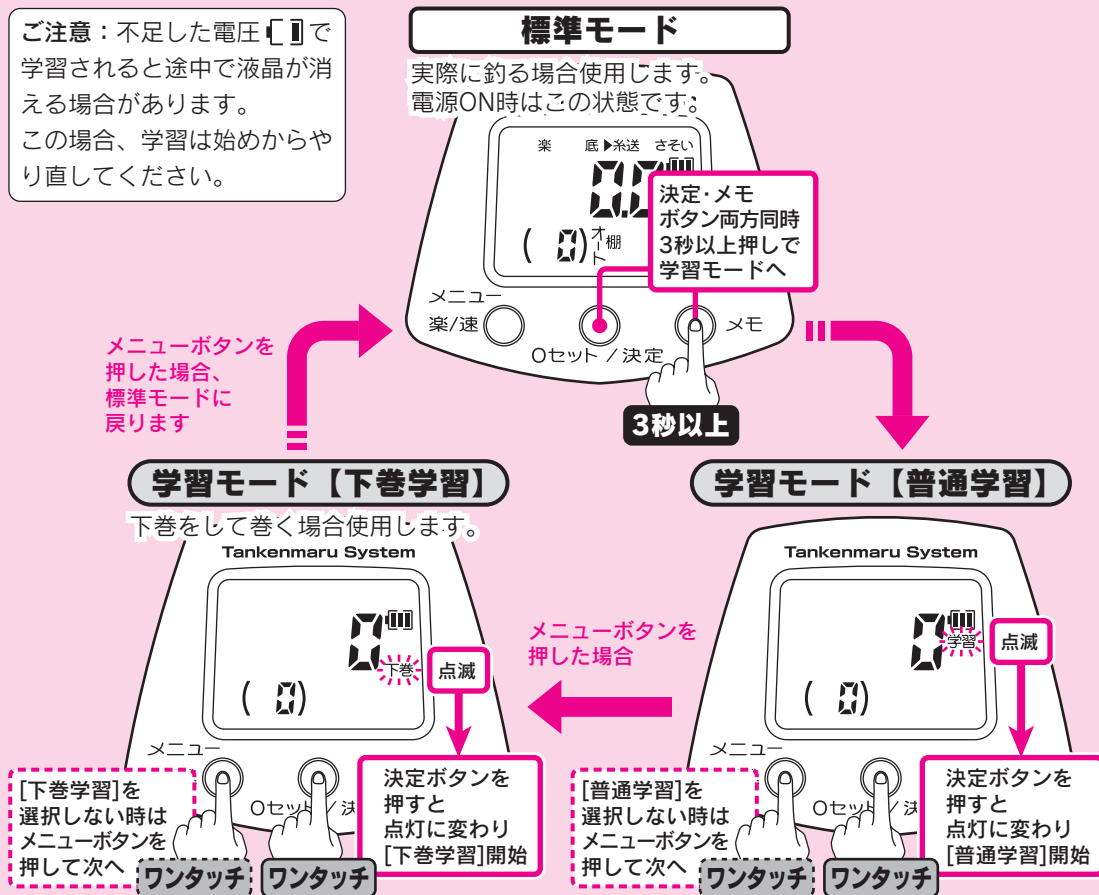 ご注意：不足した電圧で
学習されると途中で液晶が消
える場合があります。
この場合、学習は始めからや
り直してください。
標準モード
実際に釣る場合使用します。
電源ON時はこの状態です。
楽 底▶糸送 さそい
0.0
( 0)オート棚
決定・メモ
ボタン両方同時
3秒以上押しで
学習モードへ
メニュー
楽/速
メモ
0セット / 決定
3秒以上
メニューボタンを
押した場合、
標準モードに
戻ります
学習モード【下巻学習】
下巻をして巻く場合使用します。
Tankenmaru System
0
下巻
点滅
( 0)
メニュー
0セット / 決
[下巻学習]を
選択しない時は
メニューボタンを
押して次へ
ワンタッチ
ワンタッチ
決定ボタンを
押すと
点灯に変わり
[下巻学習]開始
メニューボタンを
押した場合
学習モード【普通学習】
Tankenmaru System
0
学習
点滅
( 0)
メニュー
0セット / 決
[普通学習]を
選択しない時は
メニューボタンを
押して次へ
ワンタッチ
ワンタッチ
決定ボタンを
押すと
点灯に変わり
[普通学習]開始